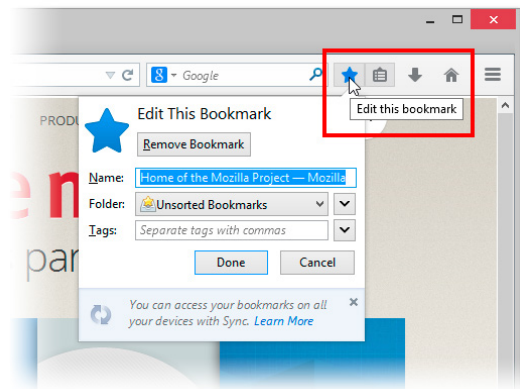 8 Google
Edit this bookmark
PRODU
Edit This Bookmark
Remove Bookmark
Name: Home of the Mozilla Project — Mozilla
Folder: Unsorted Bookmarks
Tags: Separate tags with commas
Done Cancel
You can access your bookmarks on all
your devices with Sync. Learn More
e n
par